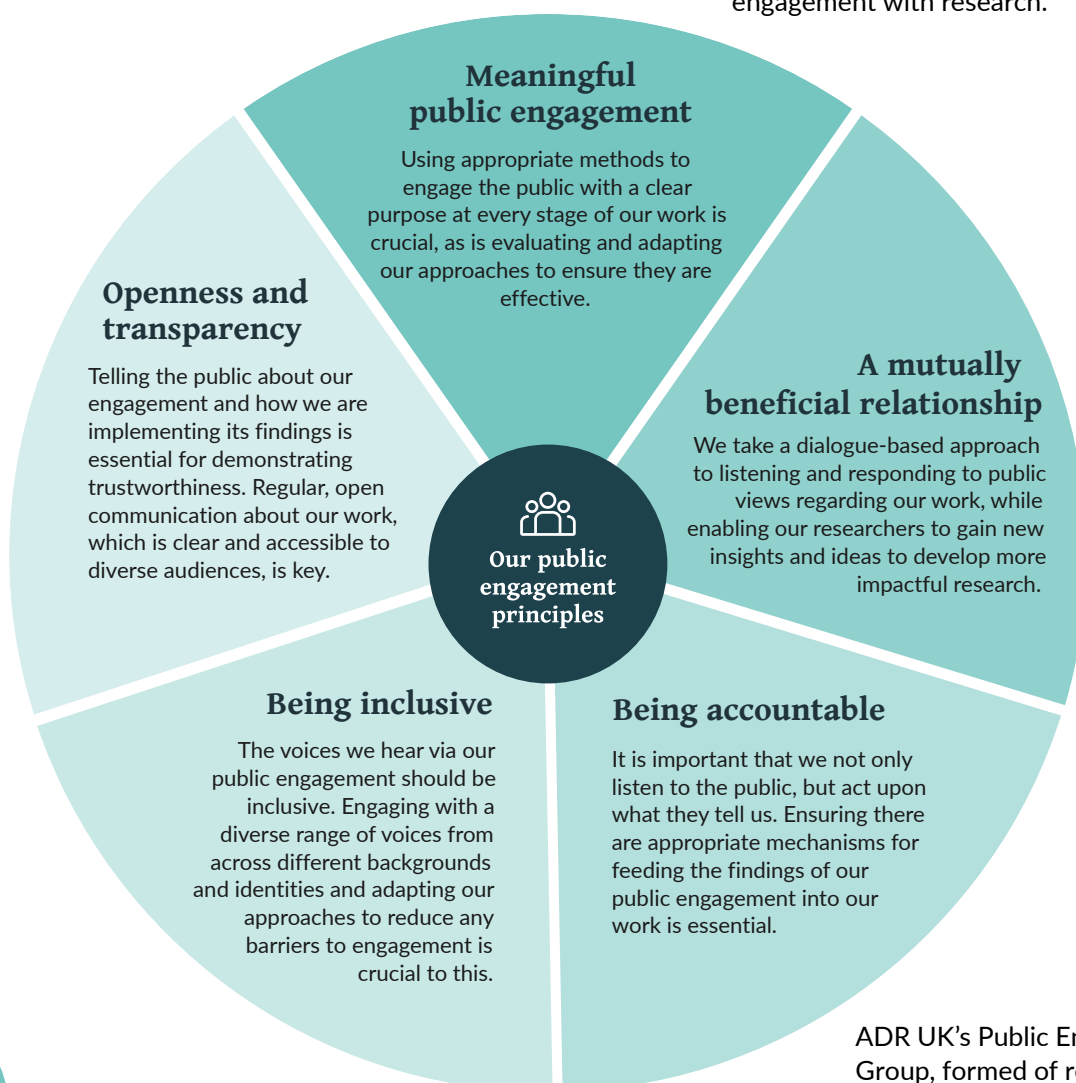 engagement with research.
Meaningful
public engagement
Using appropriate methods to
engage the public with a clear
purpose at every stage of our work is
crucial, as is evaluating and adapting
our approaches to ensure they are
effective.
A mutually
beneficial relationship
We take a dialogue-based approach
to listening and responding to public
views regarding our work, while
enabling our researchers to gain new
insights and ideas to develop more
impactful research.
Being accountable
It is important that we not only
listen to the public, but act upon
what they tell us. Ensuring there
are appropriate mechanisms for
feeding the findings of our
public engagement into our
work is essential.
Being inclusive
The voices we hear via our
public engagement should be
inclusive. Engaging with a
diverse range of voices from
across different backgrounds
and identities and adapting our
approaches to reduce any
barriers to engagement is
crucial to this.
Openness and
transparency
Telling the public about our
engagement and how we are
implementing its findings is
essential for demonstrating
trustworthiness. Regular, open
communication about our work,
which is clear and accessible to
diverse audiences, is key.
Our public
engagement
principles
ADR UK's Public
Group, formed of